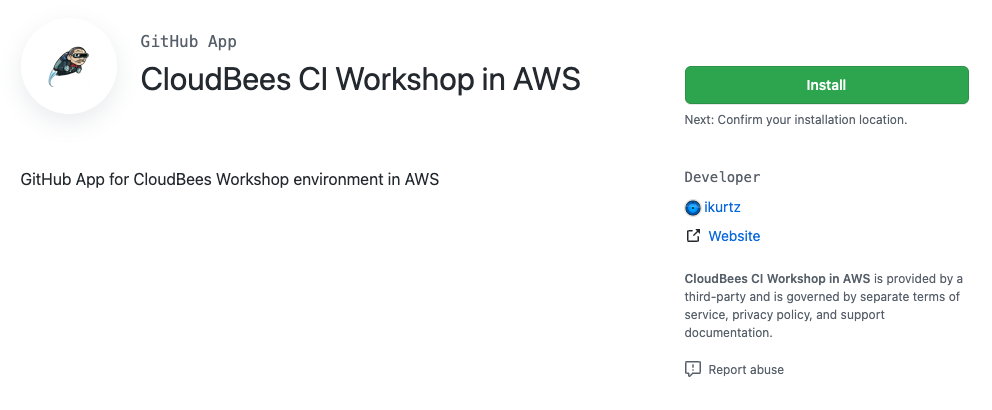 GitHub App
CloudBees CI Workshop in AWS
Install
Next: Confirm your installation location.
GitHub App for CloudBees Workshop environment in AWS
Developer
ikurtz
Website
CloudBees CI Workshop in AWS is provided by a
third-party and is governed by separate terms of
service, privacy policy, and support
documentation.
Report abuse